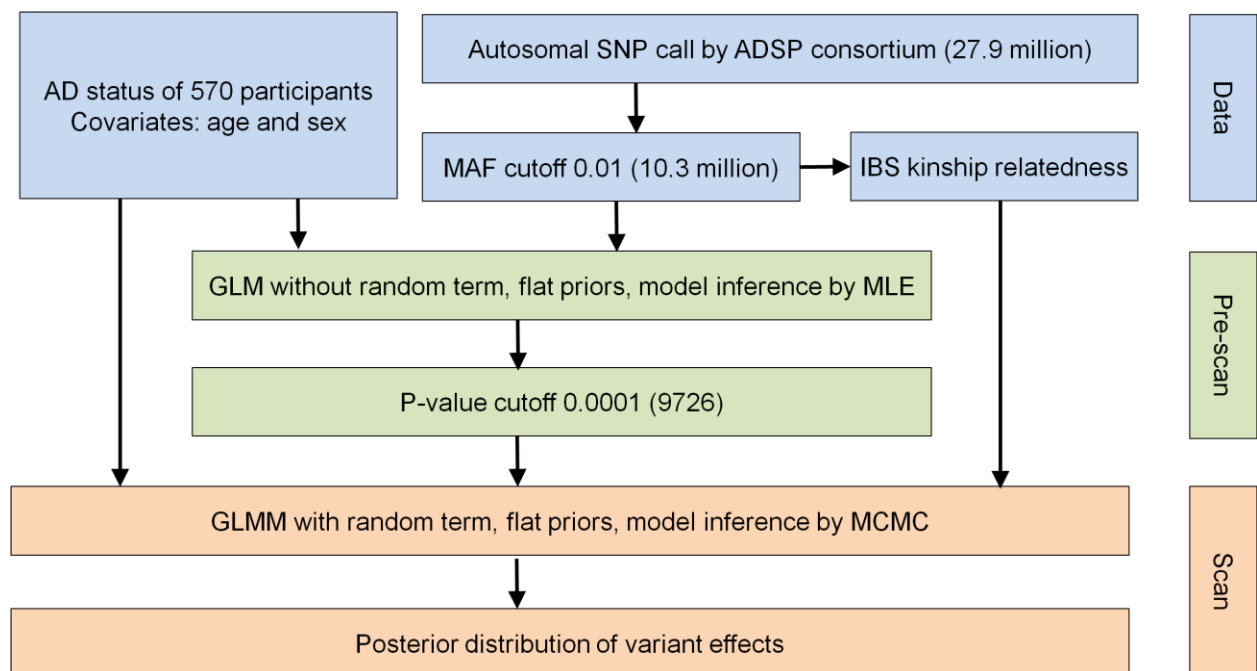 AD status of 570 participants
Covariates: age and sex
Autosomal SNP call by ADSP consortium (27.9 million)
MAF cutoff 0.01 (10.3 million)
IBS kinship relatedness
Data
GLM without random term, flat priors, model inference by MLE
P-value cutoff 0.0001 (9726)
Pre-scan
GLMM with random term, flat priors, model inference by MCMC
Posterior distribution of variant effects
Scan